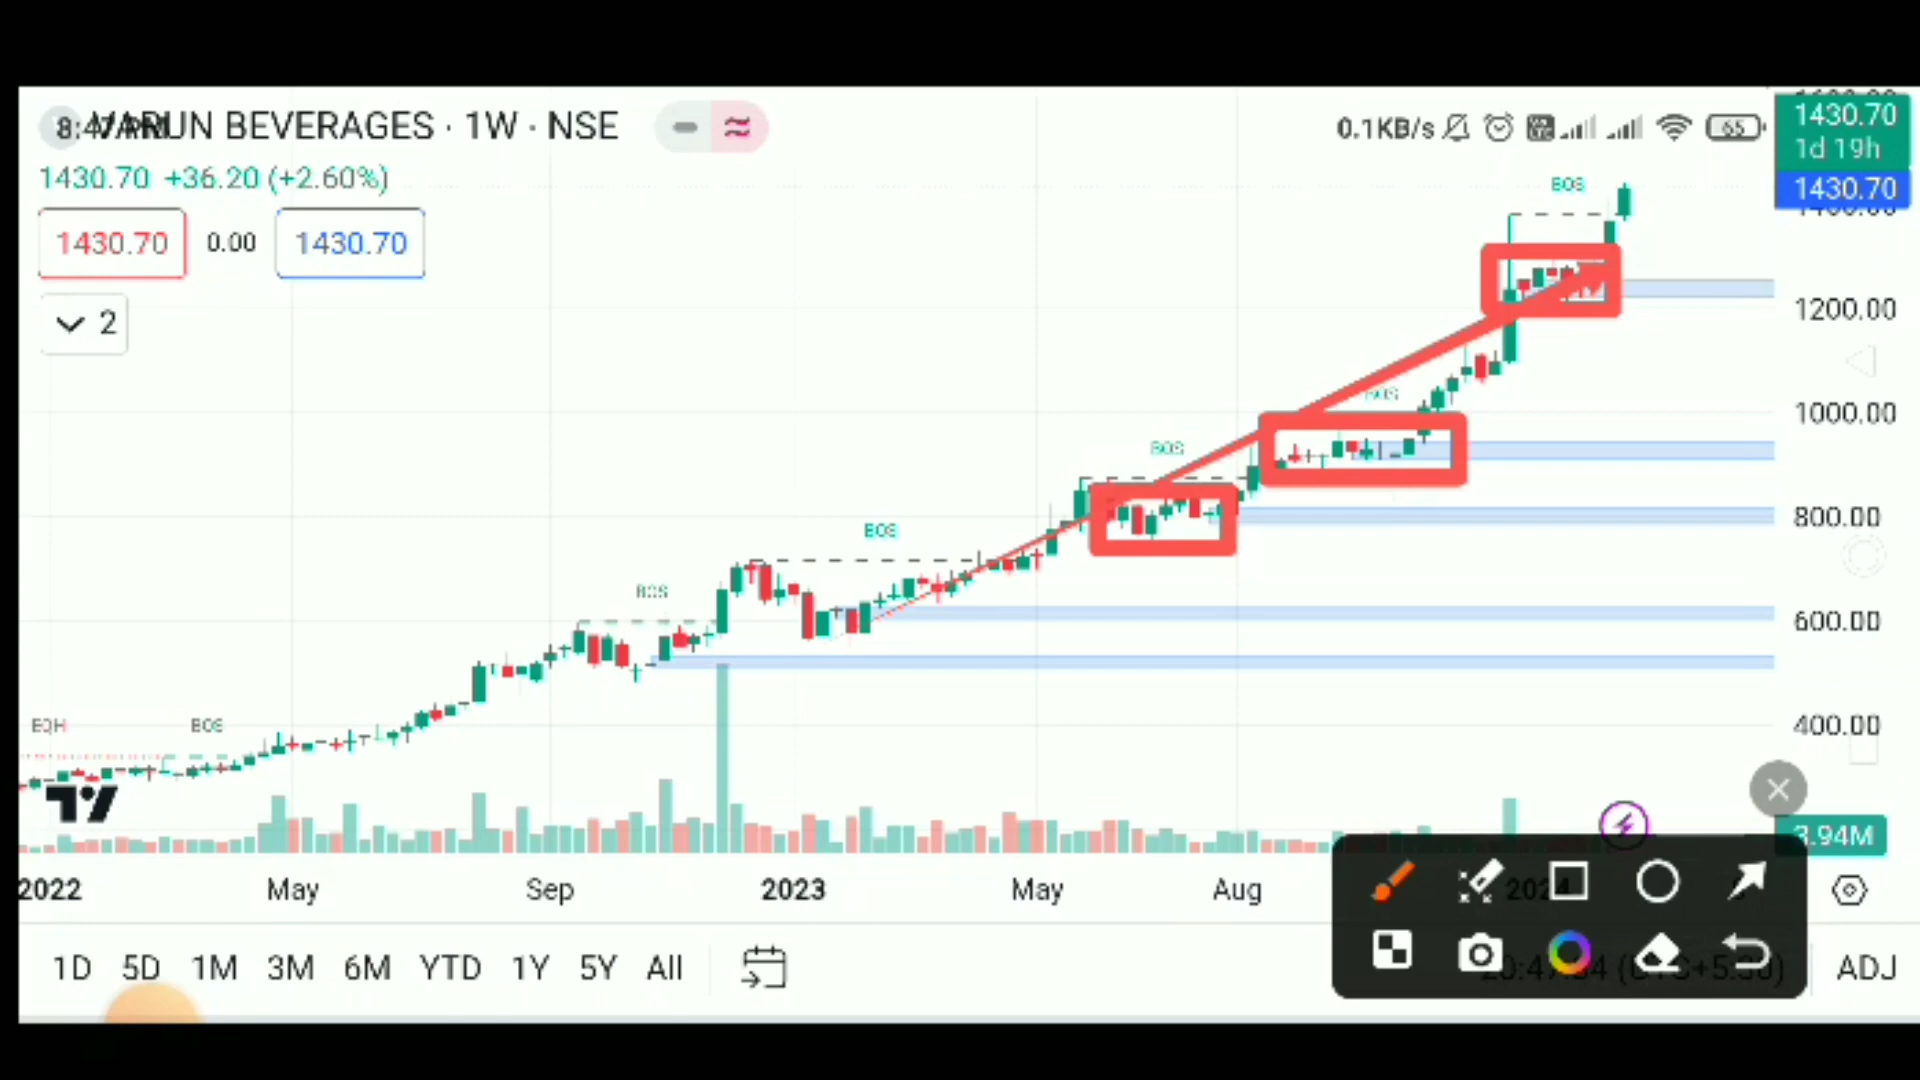 VARUN BEVERAGES · 1W · NSE
0.1KB/s
65
1430.70
1d 19h
1430.70
1430.70 +36.20 (+2.60%)
1430.70 0.00 1430.70
2
BOS
1200.00
BOS
1000.00
BOS
800.00
BOS
BOS
600.00
EQH
BOS
400.00
3.94M
2022 May Sep 2023 May Aug
1D 5D 1M 3M 6M YTD 1Y 5Y All
ADJ